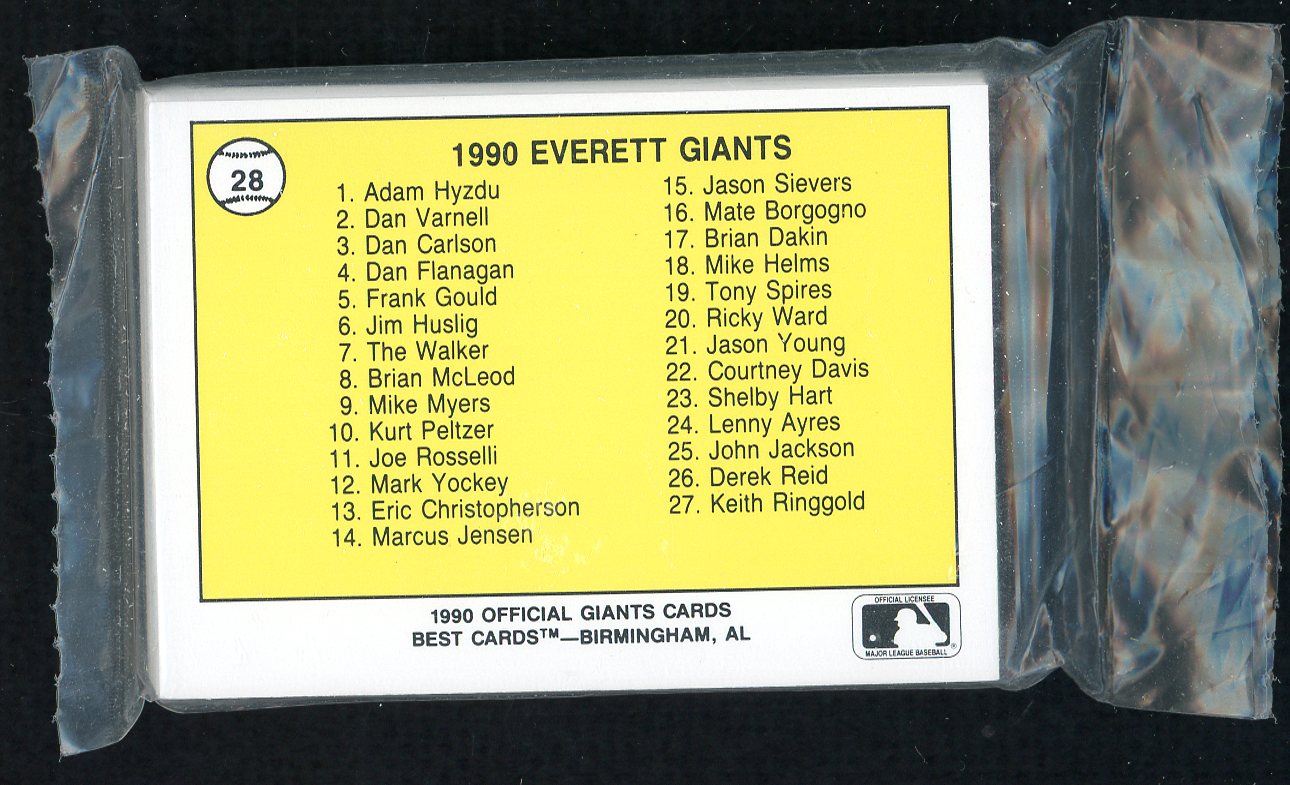 28
1990 EVERETT GIANTS
1. Adam Hyzdu
2. Dan Varnell
3. Dan Carlson
4. Dan Flanagan
5. Frank Gould
6. Jim Huslig
7. The Walker
8. Brian McLeod
9. Mike Myers
10. Kurt Peltzer
11. Joe Rosselli
12. Mark Yockey
13. Eric Christopherson
14. Marcus Jensen
15. Jason Sievers
16. Mate Borgogno
17. Brian Dakin
18. Mike Helms
19. Tony Spires
20. Ricky Ward
21. Jason Young
22. Courtney Davis
23. Shelby Hart
24. Lenny Ayres
25. John Jackson
26. Derek Reid
27. Keith Ringgold
1990 OFFICIAL GIANTS CARDS
BEST CARDS™—BIRMINGHAM, AL
OFFICIAL LICENSEE
MAJOR LEAGUE BASEBALL ®